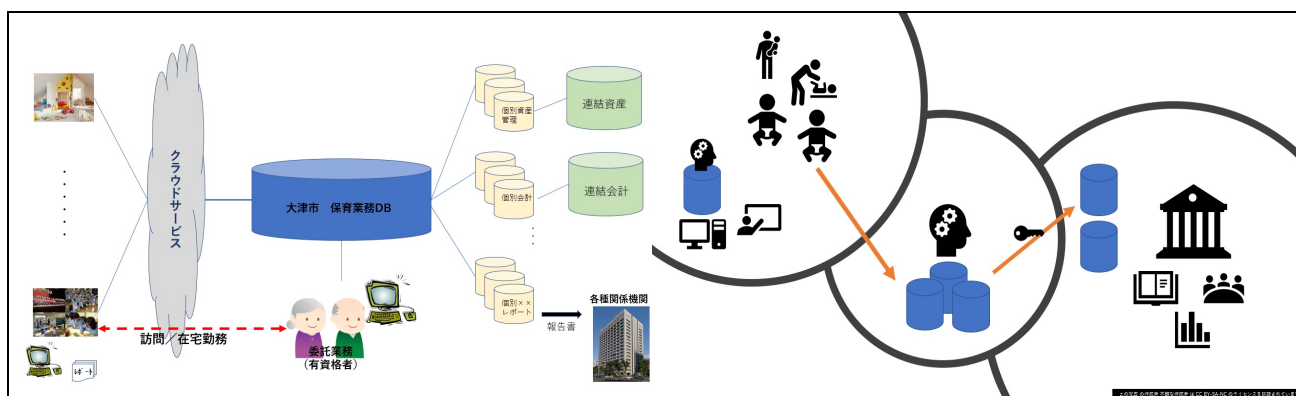 クラウドサービス
大津市 保育業務DB
個別資産
管理
連結資産
個別会計
連結会計
個別××
レポート
各種関係機関
報告書
訪問／在宅勤務
委託業務
（有資格者）
ﾚﾎﾟｰﾄ